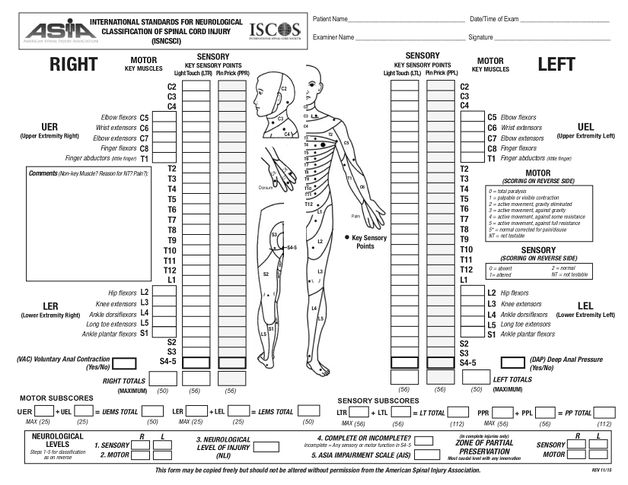 ASIA
AMERICAN SPINAL INJURY ASSOCIATION
INTERNATIONAL STANDARDS FOR NEUROLOGICAL
CLASSIFICATION OF SPINAL CORD INJURY
(ISNCSCI)
ISCOS
INTERNATIONAL SPINAL CORD SOCIETY
Patient Name
Date/Time of Exam
Examiner Name
Signature
RIGHT
MOTOR
KEY MUSCLES
SENSORY
KEY SENSORY POINTS
Light Touch (LTR) Pin Prick (PPR)
C2
C3
C4
UER
(Upper Extremity Right)
Elbow flexors C5
Wrist extensors C6
Elbow extensors C7
Finger flexors C8
Finger abductors (little finger) T1
Comments (Non-key Muscle? Reason for NT? Pain?):
T2
T3
T4
T5
T6
T7
T8
T9
T10
T11
T12
L1
LER
(Lower Extremity Right)
Hip flexors L2
Knee extensors L3
Ankle dorsiflexors L4
Long toe extensors L5
Ankle plantar flexors S1
S2
S3
S4-5
(VAC) Voluntary Anal Contraction
(Yes/No)
RIGHT TOTALS
(MAXIMUM) (50) (56) (56)
C2
C3
C4
C2
C3
C4
T2
T3
T4
T5
T6
T7
T8
T9
T10
T11
T12
L1
Dorsum
Palm
S3
S4-5
L2
S2
L3
L4
L5
S1
L5
• Key Sensory
Points
SENSORY
KEY SENSORY POINTS
Light Touch (LTL) Pin Prick (PPL)
MOTOR
KEY MUSCLES
LEFT
C2
C3
C4
C5 Elbow flexors
C6 Wrist extensors
C7 Elbow extensors
C8 Finger flexors
T1 Finger abductors (little finger)
UEL
(Upper Extremity Left)
T2
T3
T4
T5
T6
T7
T8
T9
T10
T11
T12
L1
MOTOR
(SCORING ON REVERSE SIDE)
0 = total paralysis
1 = palpable or visible contraction
2 = active movement, gravity eliminated
3 = active movement, against gravity
4 = active movement, against some resistance
5 = active movement, against full resistance
5* = normal corrected for pain/disuse
NT = not testable
SENSORY
(SCORING ON REVERSE SIDE)
0 = absent 2 = normal
1= altered NT = not testable
L2 Hip flexors
L3 Knee extensors
L4 Ankle dorsiflexors
L5 Long toe extensors
S1 Ankle plantar flexors
LEL
(Lower Extremity Left)
S2
S3
S4-5
(DAP) Deep Anal Pressure
(Yes/No)
LEFT TOTALS
(56) (56) (50) (MAXIMUM)
MOTOR SUBSCORES
UER + UEL = UEMS TOTAL LER + LEL = LEMS TOTAL
MAX (25) (25) (50) MAX (25) (25) (50)
SENSORY SUBSCORES
LTR + LTL = LT TOTAL PPR + PPL = PP TOTAL
MAX (56) (56) (112) MAX (56) (56) (112)
NEUROLOGICAL
LEVELS
Steps 1-5 for classification
as on reverse
R L
1. SENSORY
2. MOTOR
3. NEUROLOGICAL
LEVEL OF INJURY
(NLI)
4. COMPLETE OR INCOMPLETE?
Incomplete = Any sensory or motor function in S4-5
5. ASIA IMPAIRMENT SCALE (AIS)
(In complete injuries only)
ZONE OF PARTIAL
PRESERVATION
Most caudal level with any innervation
R L
SENSORY
MOTOR
This form may be copied freely but should not be altered without permission from the American Spinal Injury Association.
REV 11/15